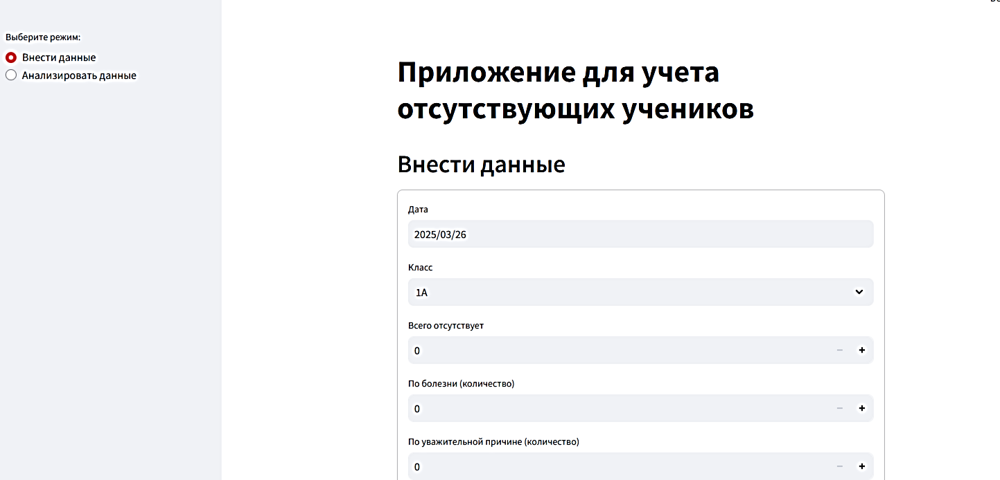 Выберите режим:
Внести данные
Анализировать данные
Приложение для учета
отсутствующих учеников
Внести данные
Дата
2025/03/26
Класс
1А
Всего отсутствует
0
По болезни (количество)
0
По уважительной причине (количество)
0